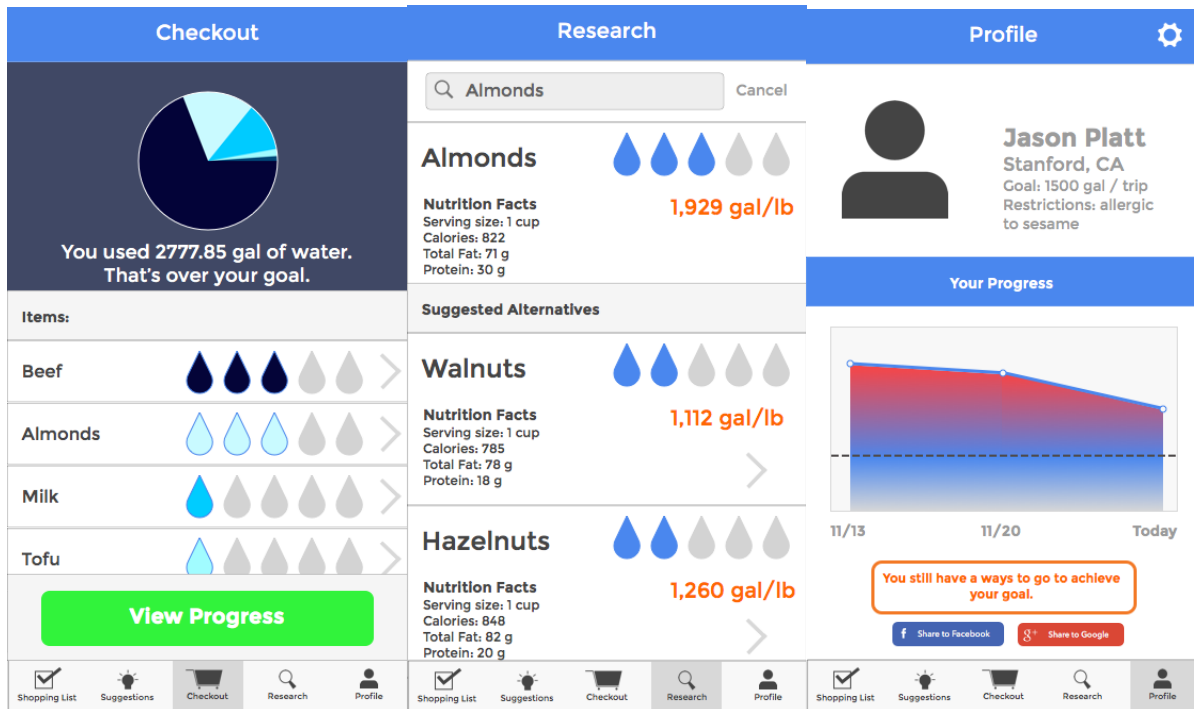 Checkout
You used 2777.85 gal of water.
That's over your goal.
Items:
Beef
Almonds
Milk
Tofu
View Progress
Shopping List
Suggestions
Checkout
Research
Profile
Research
Almonds
Cancel
Almonds
Nutrition Facts
1,929 gal/lb
Serving size: 1 cup
Calories: 822
Total Fat: 71 g
Protein: 30 g
Suggested Alternatives
Walnuts
Nutrition Facts
1,112 gal/lb
Serving size: 1 cup
Calories: 785
Total Fat: 78 g
Protein: 18 g
Hazelnuts
Nutrition Facts
1,260 gal/lb
Serving size: 1 cup
Calories: 848
Total Fat: 82 g
Protein: 20 g
Shopping List
Suggestions
Checkout
Research
Profile
Profile
Jason Platt
Stanford, CA
Goal: 1500 gal / trip
Restrictions: allergic
to sesame
Your Progress
11/13
11/20
Today
You still have a ways to go to achieve
your goal.
f Share to Facebook
g+ Share to Google
Shopping List
Suggestions
Checkout
Research
Profile